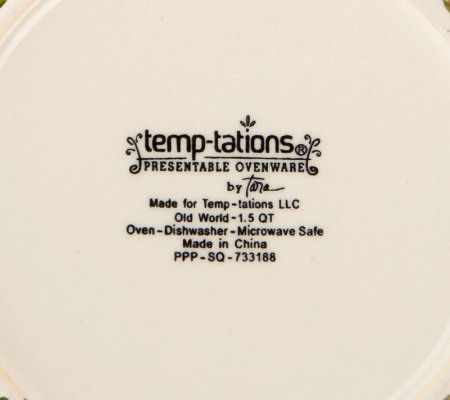 temp-tations®
PRESENTABLE OVENWARE
by Tara
Made for Temp-tations LLC
Old World-1.5 QT
Oven-Dishwasher-Microwave Safe
Made in China
PPP-SQ-733188